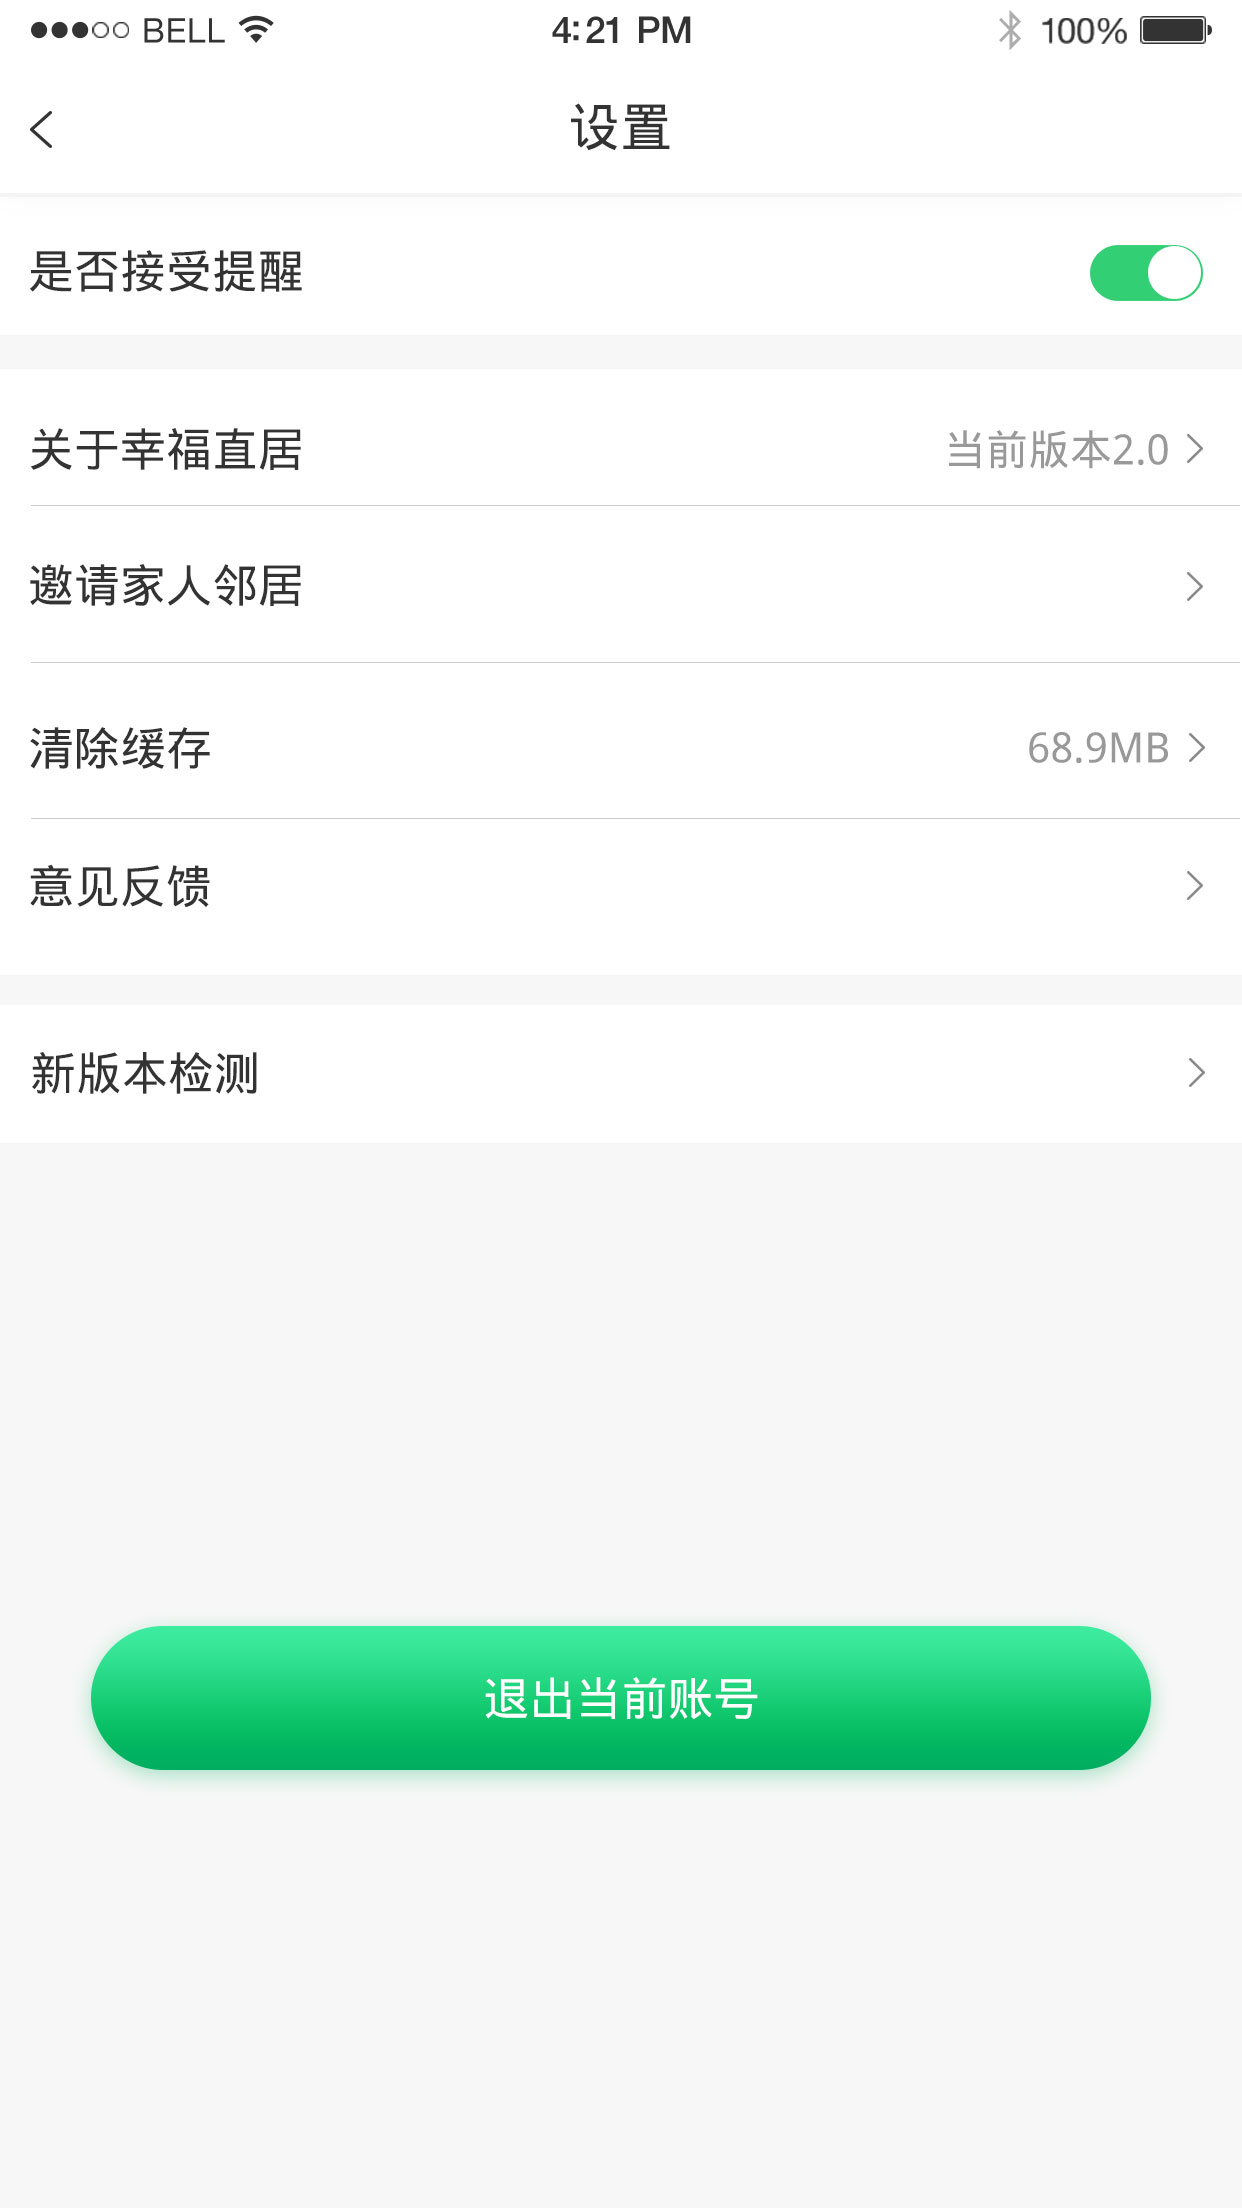 BELL 4:21 PM 100%
设置
是否接受提醒
关于幸福直居 当前版本2.0
邀请家人邻居
清除缓存 68.9MB
意见反馈
新版本检测
退出当前账号